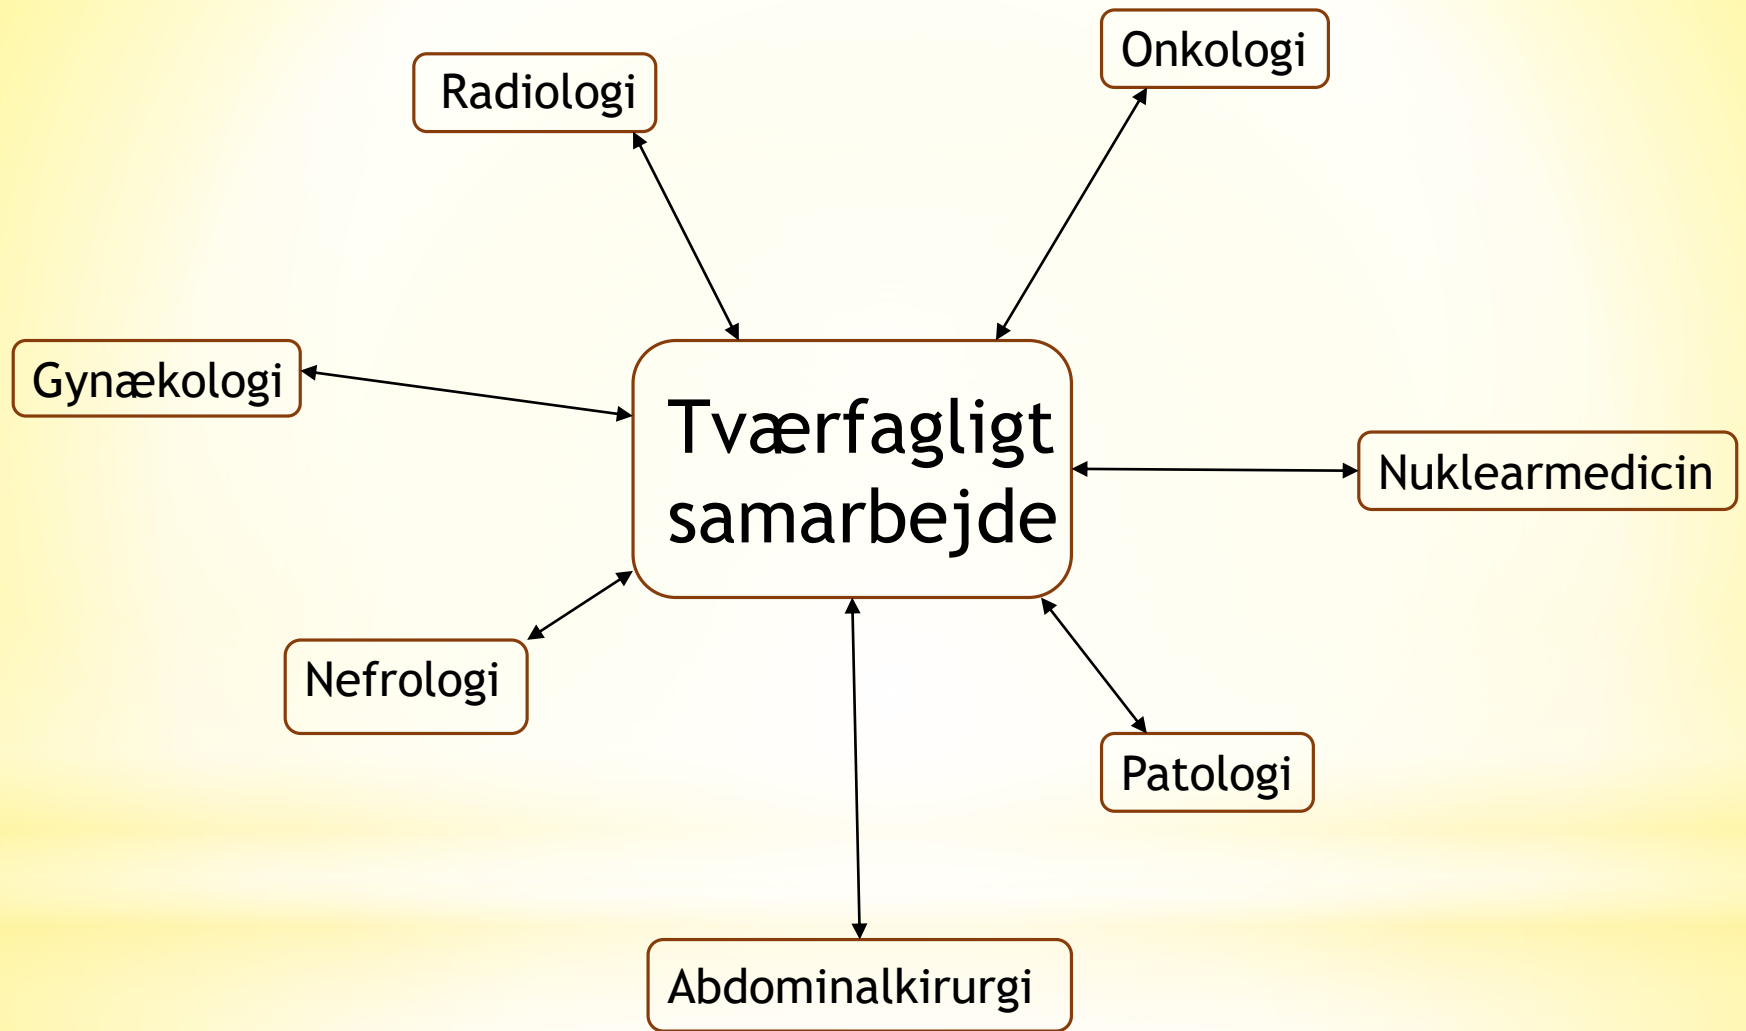 Onkologi
Radiologi
Gynækologi
Tværfagligt
samarbejde
Nuklearmedicin
Nefrologi
Patologi
Abdominalkirurgi